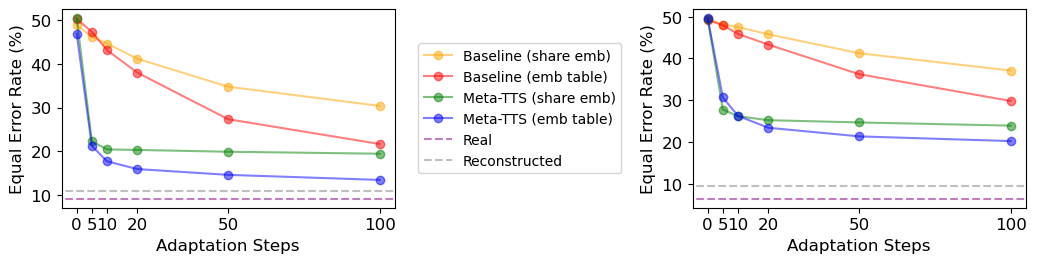 Equal Error Rate (%)
50
40
30
20
10
0 5 10 20 50 100
Adaptation Steps
Baseline (share emb)
Baseline (emb table)
Meta-TTS (share emb)
Meta-TTS (emb table)
Real
Reconstructed
Equal Error Rate (%)
50
40
30
20
10
0 5 10 20 50 100
Adaptation Steps